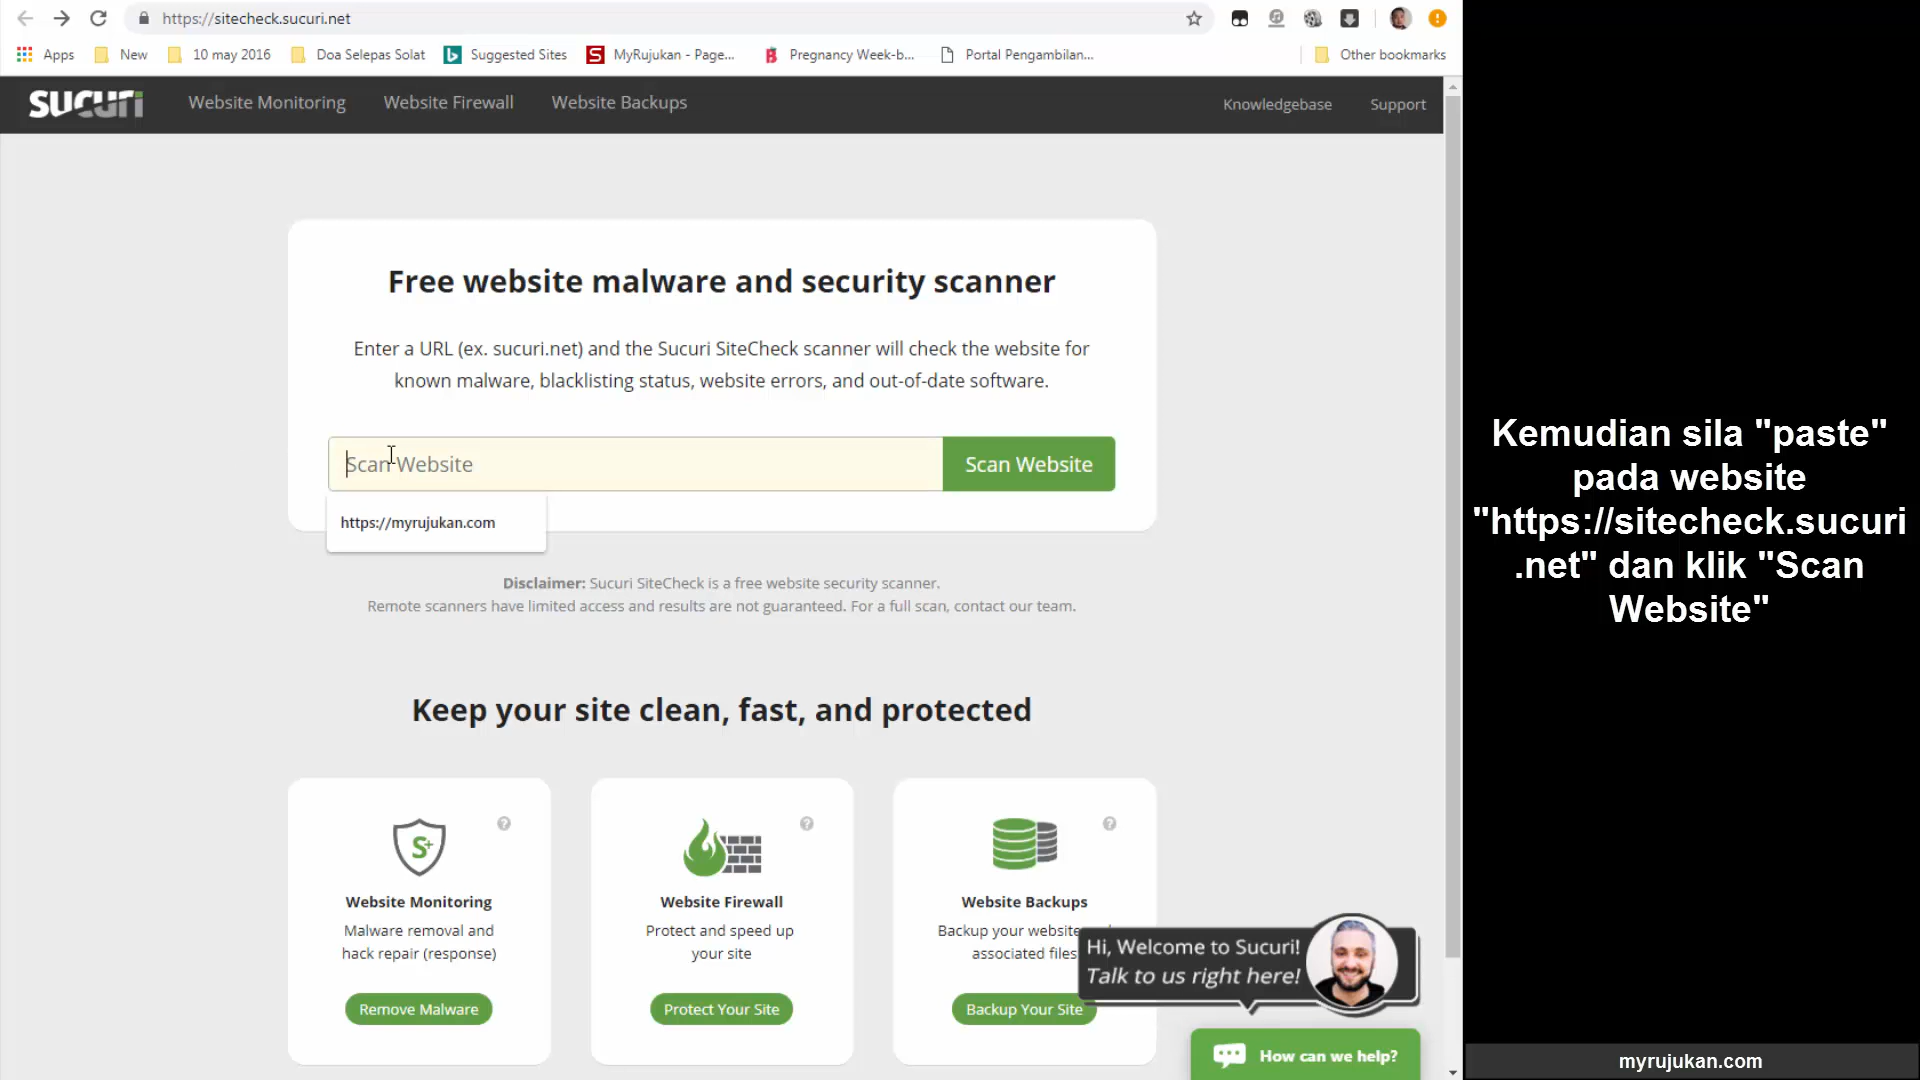 https://sitecheck.sucuri.net
Apps
New
10 may 2016
Doa Selepas Solat
Suggested Sites
MyRujukan - Page...
Pregnancy Week-b...
Portal Pengambilan...
Other bookmarks
SUCURI
Website Monitoring
Website Firewall
Website Backups
Knowledgebase
Support
Free website malware and security scanner
Enter a URL (ex. sucuri.net) and the Sucuri SiteCheck scanner will check the website for
known malware, blacklisting status, website errors, and out-of-date software.
Scan Website
Scan Website
https://myrujukan.com
Disclaimer: Sucuri SiteCheck is a free website security scanner.
Remote scanners have limited access and results are not guaranteed. For a full scan, contact our team.
Keep your site clean, fast, and protected
Website Monitoring
Malware removal and
hack repair (response)
Remove Malware
Website Firewall
Protect and speed up
your site
Protect Your Site
Website Backups
Backup your website
associated files
Backup Your Site
Hi, Welcome to Sucuri!
Talk to us right here!
How can we help?
Kemudian sila "paste"
pada website
"https://sitecheck.sucuri
.net" dan klik "Scan
Website"
myrujukan.com